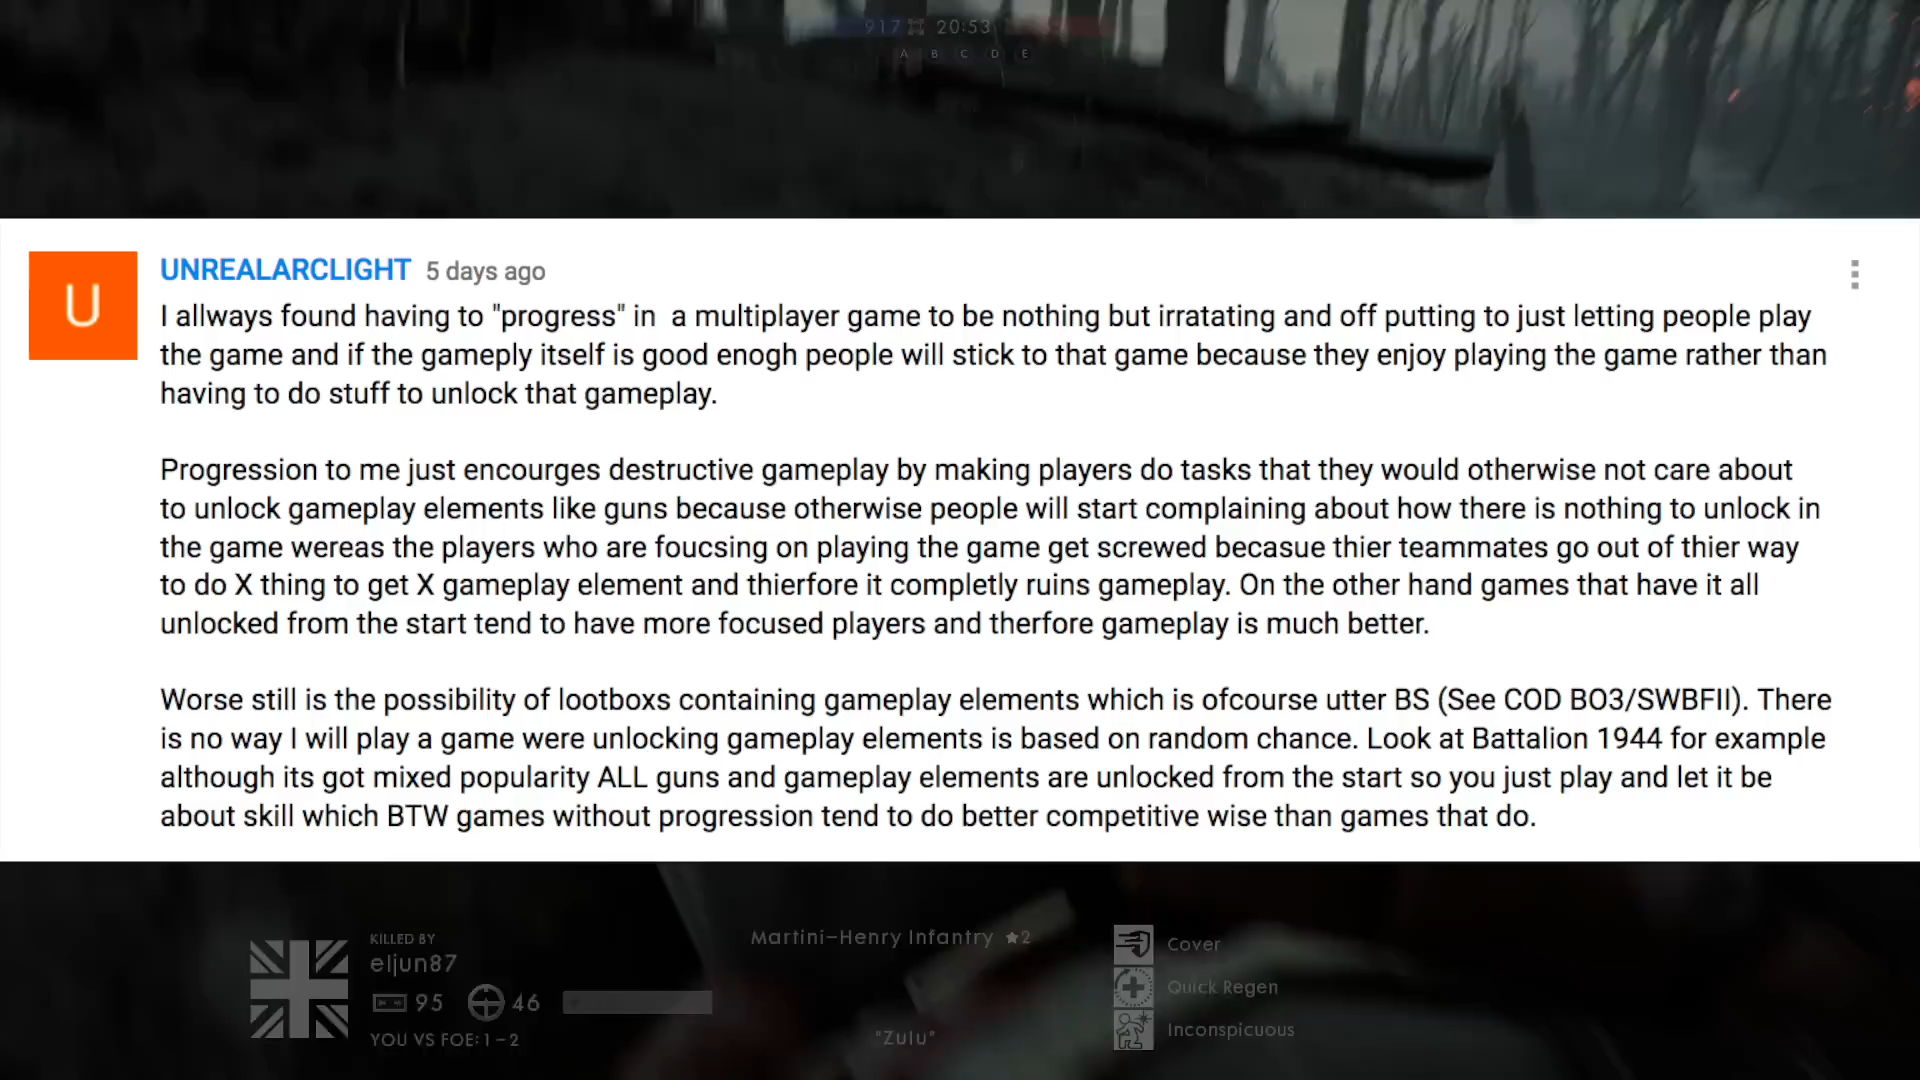 917 20:53
A B C D E
U
UNREALARCLIGHT 5 days ago
I allways found having to "progress" in  a multiplayer game to be nothing but irratating and off putting to just letting people play
the game and if the gameply itself is good enogh people will stick to that game because they enjoy playing the game rather than
having to do stuff to unlock that gameplay.
Progression to me just encourges destructive gameplay by making players do tasks that they would otherwise not care about
to unlock gameplay elements like guns because otherwise people will start complaining about how there is nothing to unlock in
the game wereas the players who are foucsing on playing the game get screwed becasue thier teammates go out of thier way
to do X thing to get X gameplay element and thierfore it completly ruins gameplay. On the other hand games that have it all
unlocked from the start tend to have more focused players and therfore gameplay is much better.
Worse still is the possibility of lootboxs containing gameplay elements which is ofcourse utter BS (See COD BO3/SWBFII). There
is no way I will play a game were unlocking gameplay elements is based on random chance. Look at Battalion 1944 for example
although its got mixed popularity ALL guns and gameplay elements are unlocked from the start so you just play and let it be
about skill which BTW games without progression tend to do better competitive wise than games that do.
KILLED BY
eljun87
95 46
YOU VS FOE: 1 - 2
Martini-Henry Infantry ★2
"Zulu"
Cover
Quick Regen
Inconspicuous